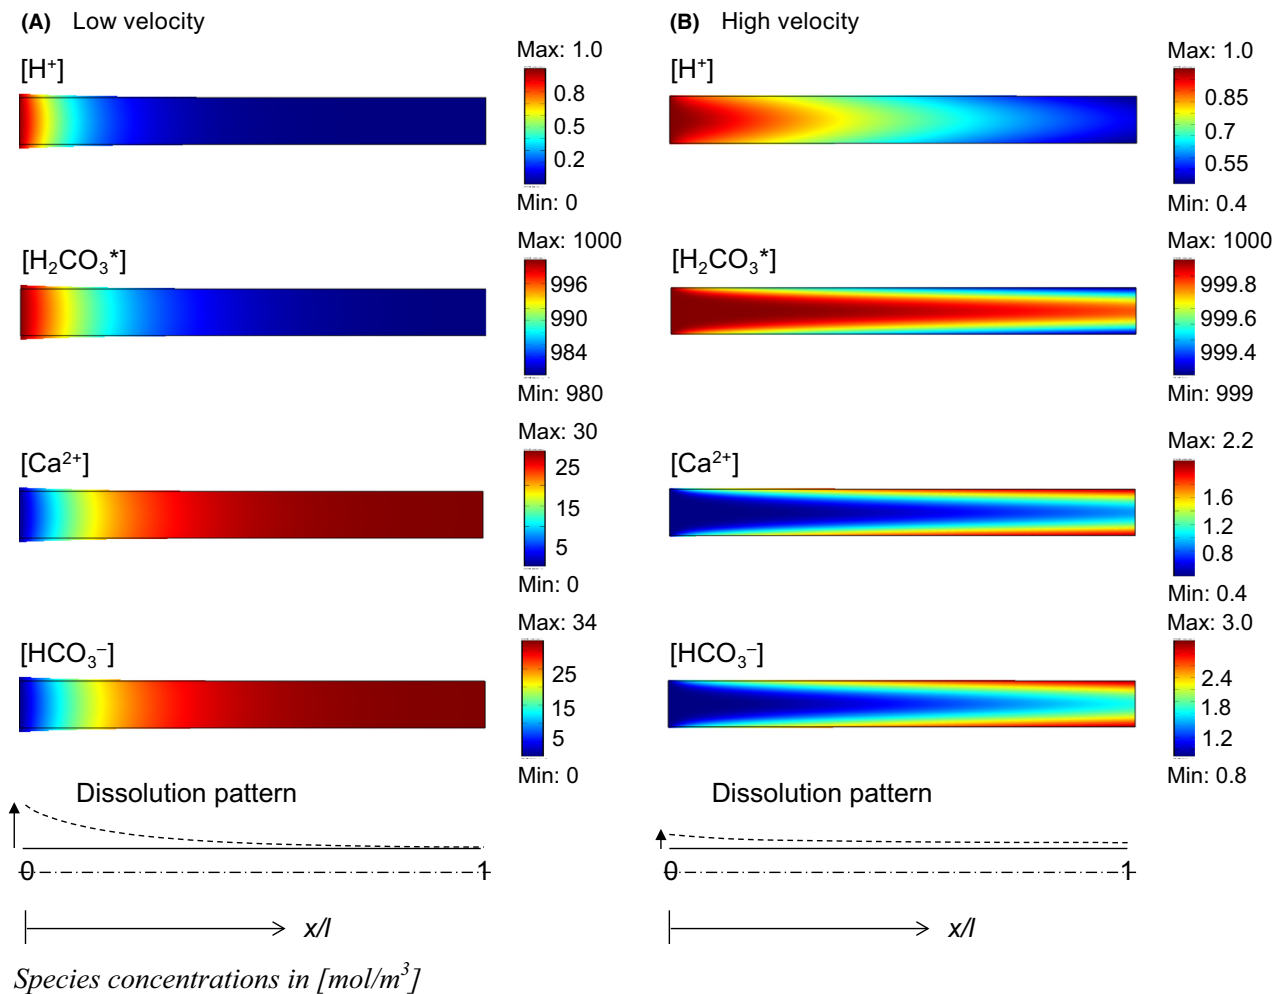 (A) Low velocity
[H⁺]
Max: 1.0
0.8
0.5
0.2
Min: 0
[H₂CO₃*]
Max: 1000
996
990
984
Min: 980
[Ca²⁺]
Max: 30
25
15
5
Min: 0
[HCO₃⁻]
Max: 34
25
15
5
Min: 0
Dissolution pattern
0 1
x/l
(B) High velocity
[H⁺]
Max: 1.0
0.85
0.7
0.55
Min: 0.4
[H₂CO₃*]
Max: 1000
999.8
999.6
999.4
Min: 999
[Ca²⁺]
Max: 2.2
1.6
1.2
0.8
Min: 0.4
[HCO₃⁻]
Max: 3.0
2.4
1.8
1.2
Min: 0.8
Dissolution pattern
0 1
x/l
Species concentrations in [mol/m³]